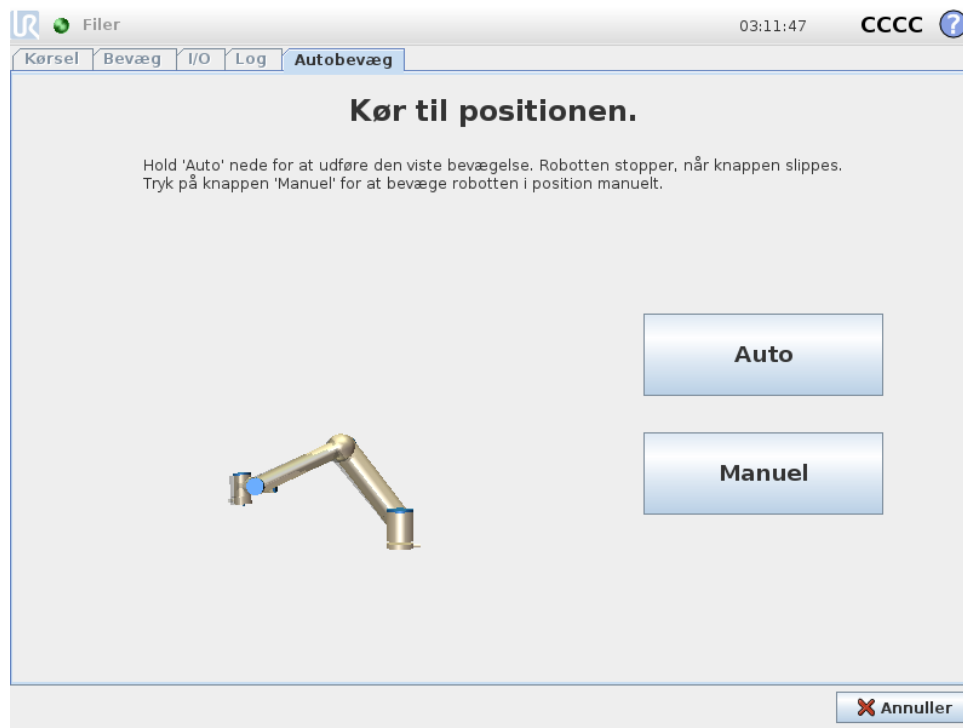 UR Filer 03:11:47 CCCC ?
Kørsel Bevæg I/O Log Autobevæg
Kør til positionen.
Hold 'Auto' nede for at udføre den viste bevægelse. Robotten stopper, når knappen slippes.
Tryk på knappen 'Manuel' for at bevæge robotten i position manuelt.
Auto
Manuel
Annuller